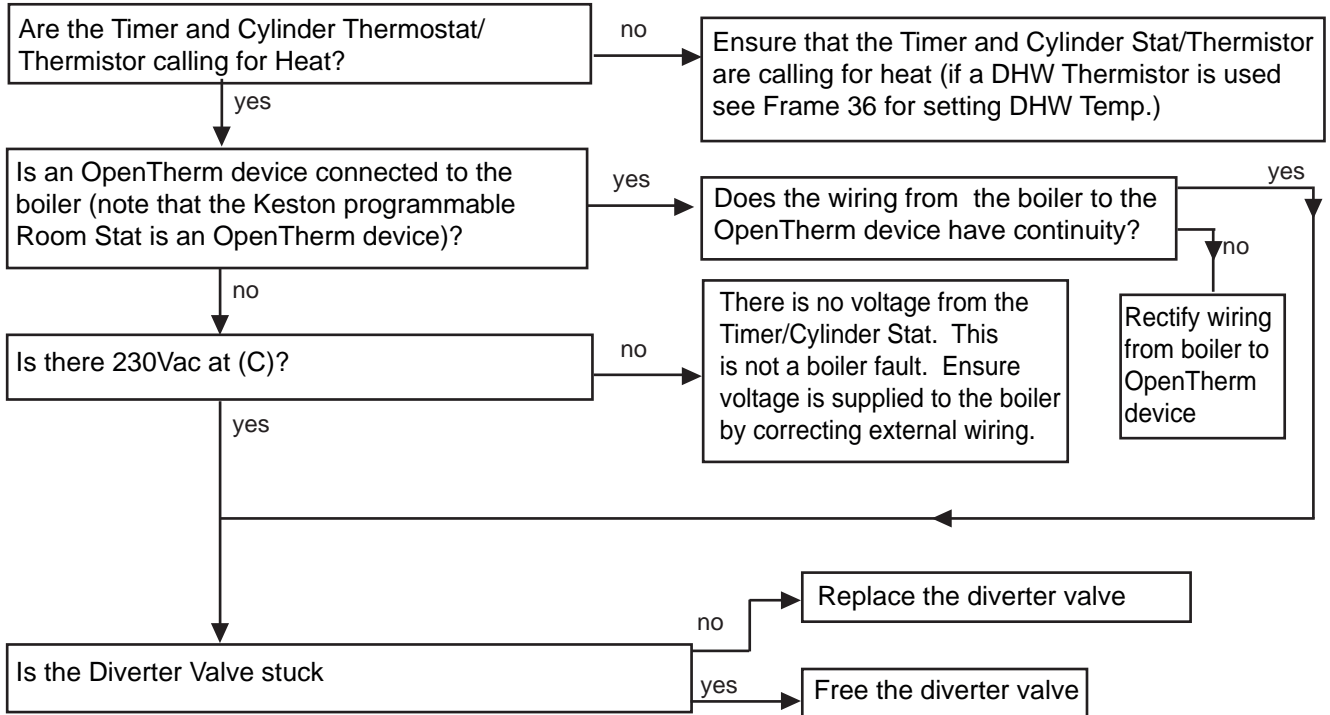 Are the Timer and Cylinder Thermostat/
Thermistor calling for Heat?
no
Ensure that the Timer and Cylinder Stat/Thermistor
are calling for heat (if a DHW Thermistor is used
see Frame 36 for setting DHW Temp.)
yes
Is an OpenTherm device connected to the
boiler (note that the Keston programmable
Room Stat is an OpenTherm device)?
yes
Does the wiring from the boiler to the
OpenTherm device have continuity?
yes
no
Rectify wiring
from boiler to
OpenTherm
device
no
Is there 230Vac at (C)?
no
There is no voltage from the
Timer/Cylinder Stat. This
is not a boiler fault. Ensure
voltage is supplied to the boiler
by correcting external wiring.
yes
Is the Diverter Valve stuck
no
Replace the diverter valve
yes
Free the diverter valve